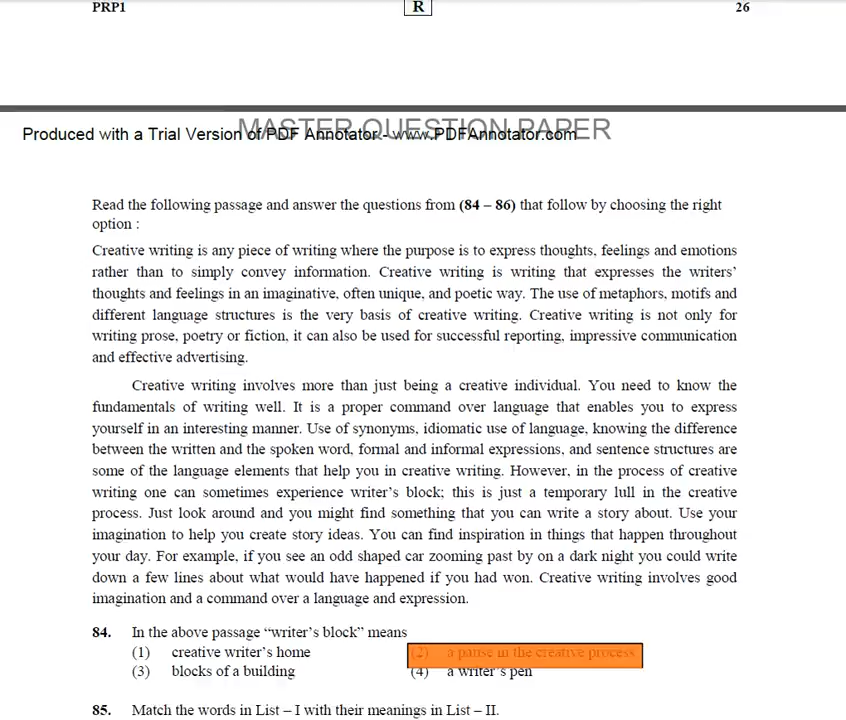 PRP1 R 26
MASTER QUESTION PAPER
Produced with a Trial Version of PDF Annotator - www.PDFAnnotator.com
Read the following passage and answer the questions from (84 – 86) that follow by choosing the right
option :
Creative writing is any piece of writing where the purpose is to express thoughts, feelings and emotions
rather than to simply convey information. Creative writing is writing that expresses the writers’
thoughts and feelings in an imaginative, often unique, and poetic way. The use of metaphors, motifs and
different language structures is the very basis of creative writing. Creative writing is not only for
writing prose, poetry or fiction, it can also be used for successful reporting, impressive communication
and effective advertising.
Creative writing involves more than just being a creative individual. You need to know the
fundamentals of writing well. It is a proper command over language that enables you to express
yourself in an interesting manner. Use of synonyms, idiomatic use of language, knowing the difference
between the written and the spoken word, formal and informal expressions, and sentence structures are
some of the language elements that help you in creative writing. However, in the process of creative
writing one can sometimes experience writer’s block; this is just a temporary lull in the creative
process. Just look around and you might find something that you can write a story about. Use your
imagination to help you create story ideas. You can find inspiration in things that happen throughout
your day. For example, if you see an odd shaped car zooming past by on a dark night you could write
down a few lines about what would have happened if you had won. Creative writing involves good
imagination and a command over a language and expression.
84. In the above passage “writer’s block” means
(1) creative writer’s home (2) a pause in the creative process
(3) blocks of a building (4) a writer’s pen
85. Match the words in List – I with their meanings in List – II.